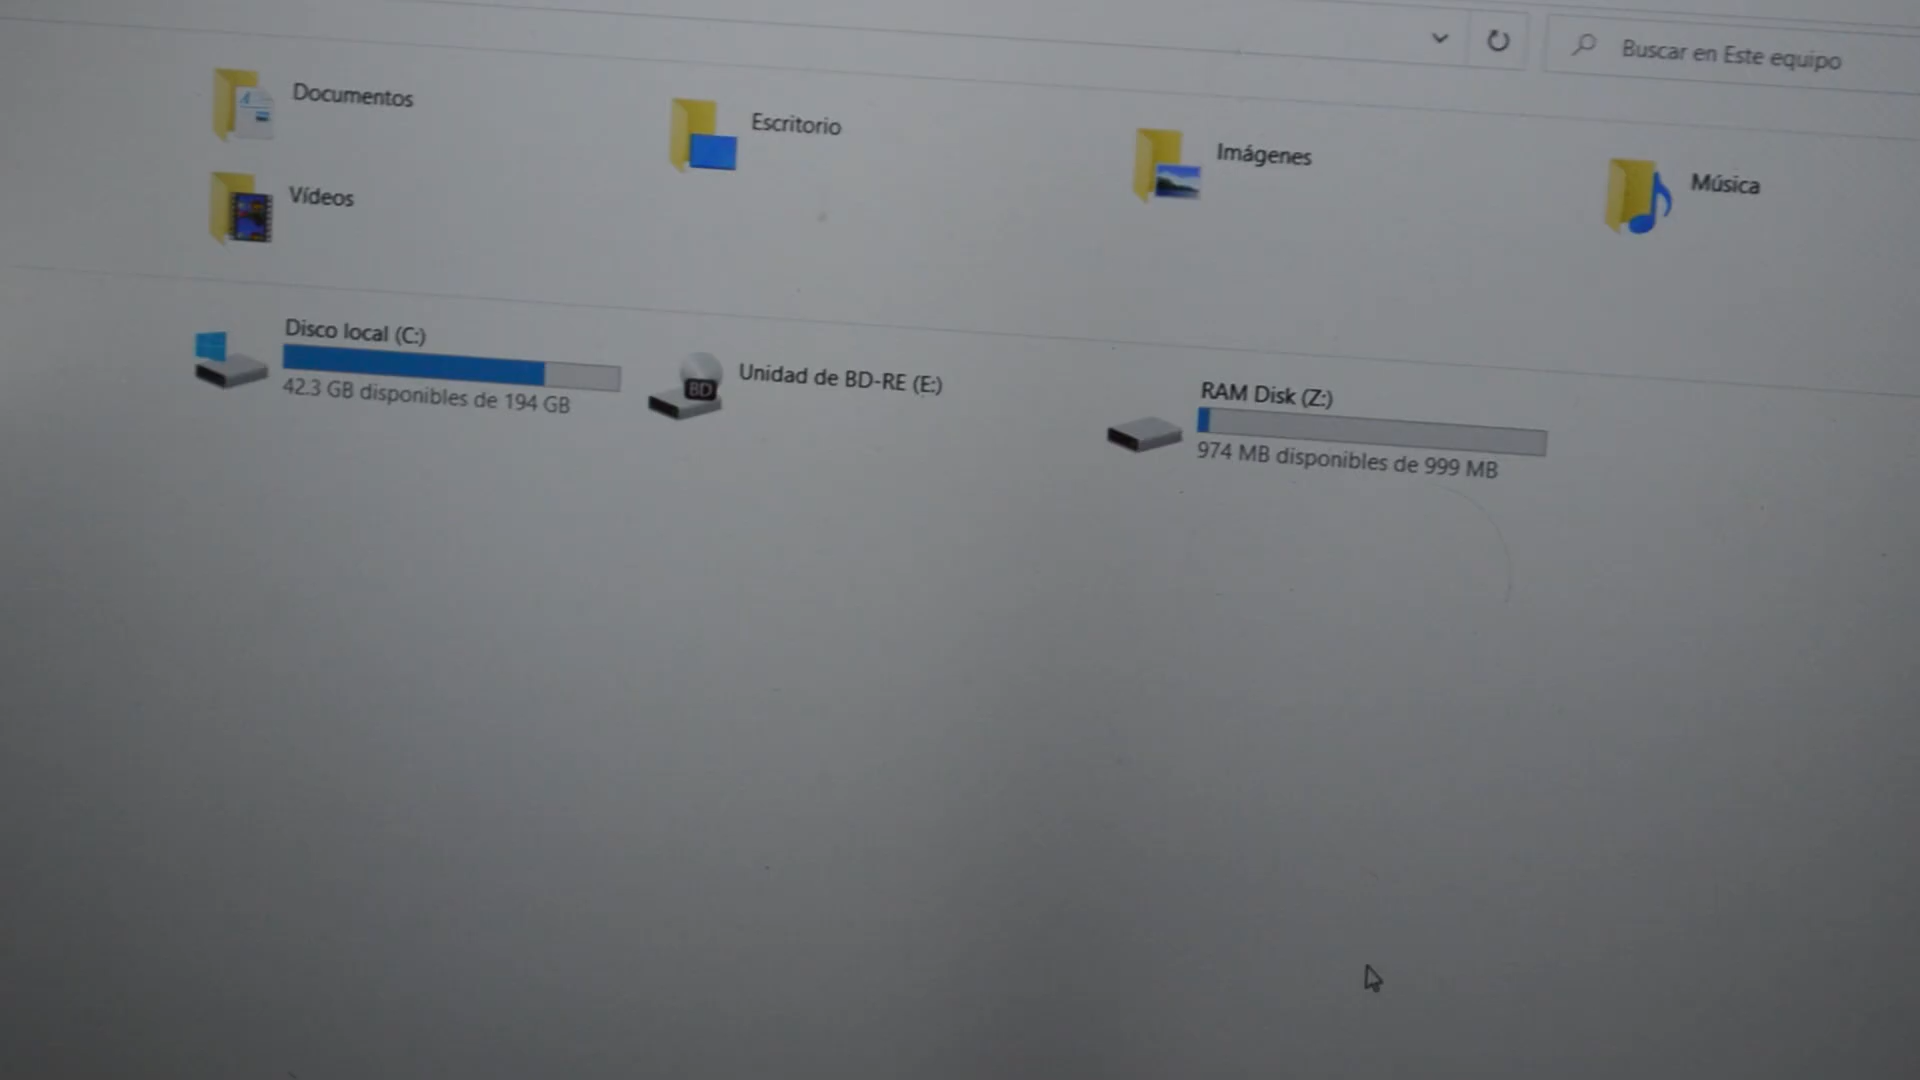 Buscar en Este equipo
Documentos
Escritorio
Imágenes
Música
Vídeos
Disco local (C:)
42.3 GB disponibles de 194 GB
BD
Unidad de BD-RE (E:)
RAM Disk (Z:)
974 MB disponibles de 999 MB